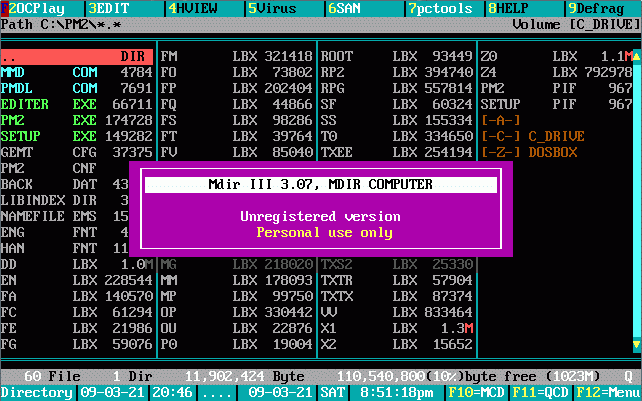 F2OCPlay 3EDIT 4HVIEW 5Virus 6SAN 7pctools 8HELP 9Defrag
Path C:\PM2\*.* Volume [C_DRIVE]
.. DIR FM LBX 321418 ROOT LBX 93449 Z0 LBX 1.1M
MMD COM 4784 FO LBX 73802 RP2 LBX 394740 Z4 LBX 792978
PMDL COM 7691 FP LBX 202404 RPG LBX 557814 PM2 PIF 967
EDITER EXE 66711 FQ LBX 44866 SF LBX 60324 SETUP PIF 967
PM2 EXE 174728 FS LBX 98286 SS LBX 155334 [-A-]
SETUP EXE 149282 FT LBX 39764 T0 LBX 334650 [-C-] C_DRIVE
GEMT CFG 37375 FV LBX 85040 TXEE LBX 254194 [-Z-] DOSBOX
PM2 CNF
BACK DAT 43
LIBINDEX DIR 3
NAMEFILE EMS 15
ENG FNT 4
HAN FNT 11
Mdir III 3.07, MDIR COMPUTER
Unregistered version
Personal use only
DD LBX 1.0M MG LBX 218020 TXS2 LBX 25330
EN LBX 228544 MM LBX 178093 TXTR LBX 57904
FA LBX 140570 MP LBX 99750 TXTX LBX 87374
FC LBX 61294 OP LBX 330442 VV LBX 833464
FE LBX 21986 OU LBX 22876 X1 LBX 1.3M
FG LBX 59076 P0 LBX 19004 X2 LBX 15652
60 File 1 Dir 11,902,424 Byte 110,540,800(10%)byte free (1023M) Q
Directory 09-03-21 20:46 .... 09-03-21 SAT 8:51:18pm F10=MCD F11=QCD F12=Menu